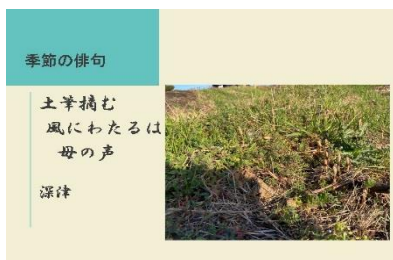 季節の俳句
土筆摘む
風にわたるは
母の声
深津